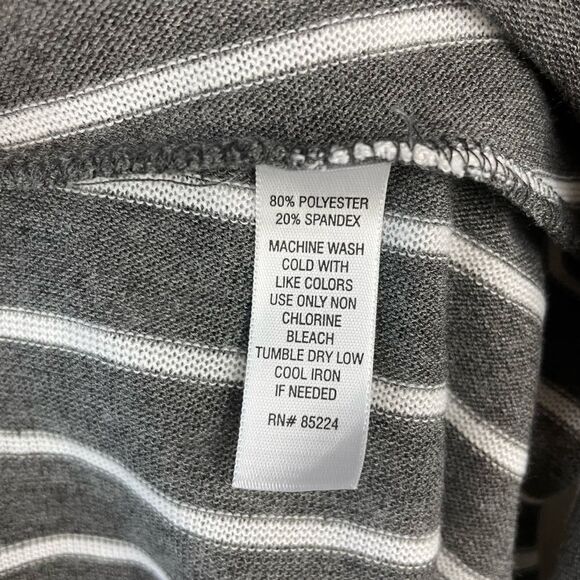 80% POLYESTER
20% SPANDEX
MACHINE WASH
COLD WITH
LIKE COLORS
USE ONLY NON
CHLORINE
BLEACH
TUMBLE DRY LOW
COOL IRON
IF NEEDED
RN# 85224